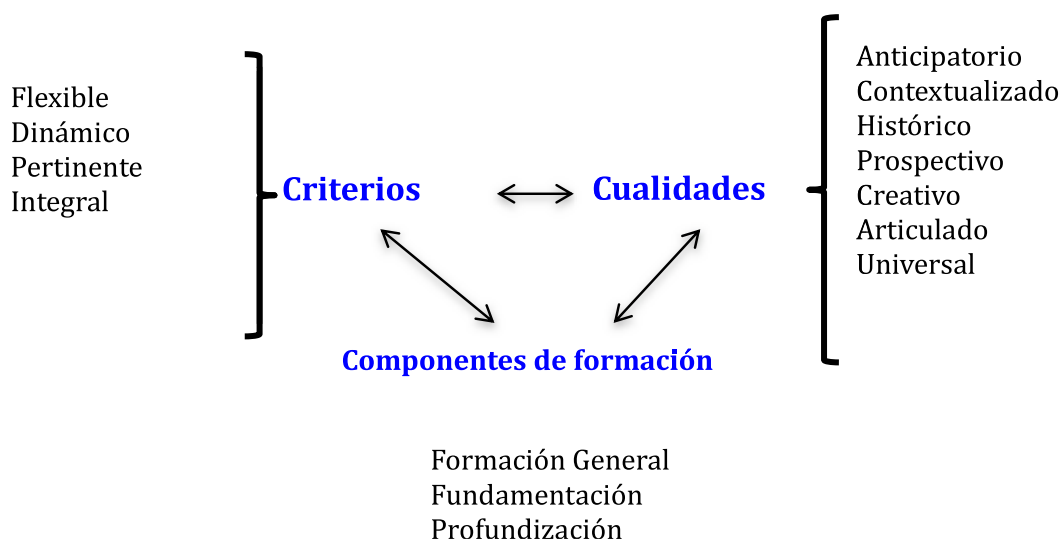 Flexible
Dinámico
Pertinente
Integral
Criterios
Cualidades
Anticipatorio
Contextualizado
Histórico
Prospectivo
Creativo
Articulado
Universal
Componentes de formación
Formación General
Fundamentación
Profundización